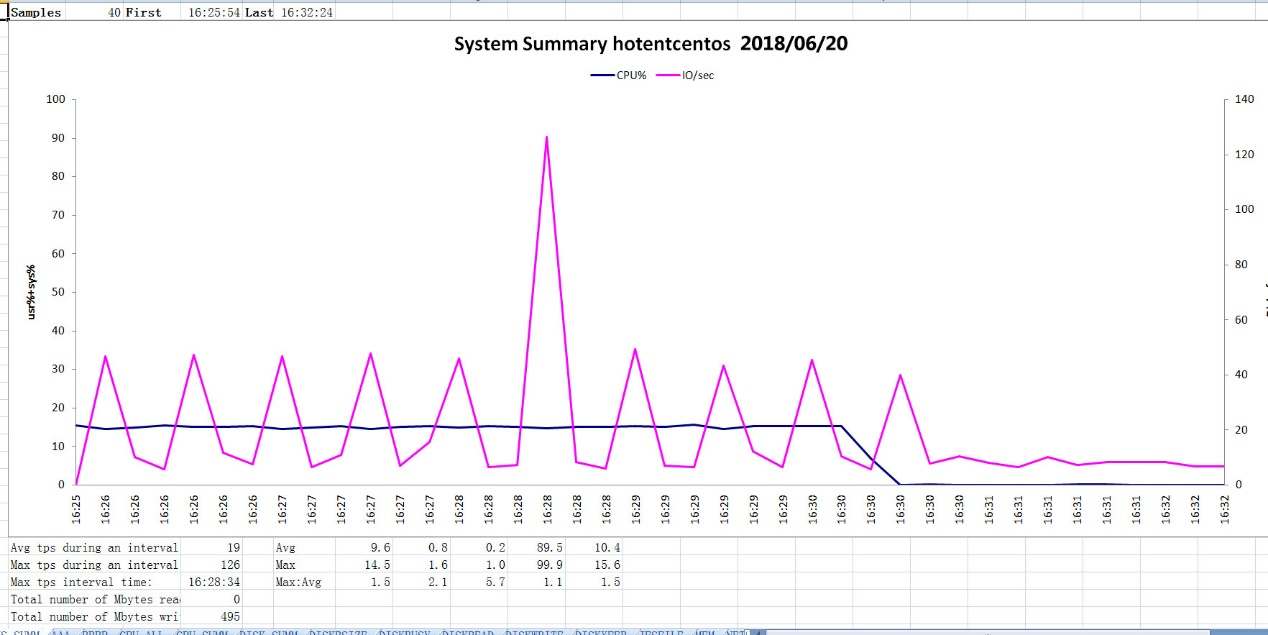 Samples 40 First 16:25:54 Last 16:32:24
System Summary hotentcentos 2018/06/20
CPU% IO/sec
usr%+sys%
100
90
80
70
60
50
40
30
20
10
0
140
120
100
80
60
40
20
0
16:25 16:26 16:26 16:26 16:26 16:26 16:26 16:27 16:27 16:27 16:27 16:27 16:27 16:28 16:28 16:28 16:28 16:28 16:28 16:29 16:29 16:29 16:29 16:29 16:29 16:30 16:30 16:30 16:30 16:30 16:30 16:31 16:31 16:31 16:31 16:31 16:31 16:32 16:32 16:32
Avg tps during an interval 19 Avg 9.6 0.8 0.2 89.5 10.4
Max tps during an interval 126 Max 14.5 1.6 1.0 99.9 15.6
Max tps interval time: 16:28:34 Max:Avg 1.5 2.1 5.7 1.1 1.5
Total number of Mbytes rea 0
Total number of Mbytes wri 495